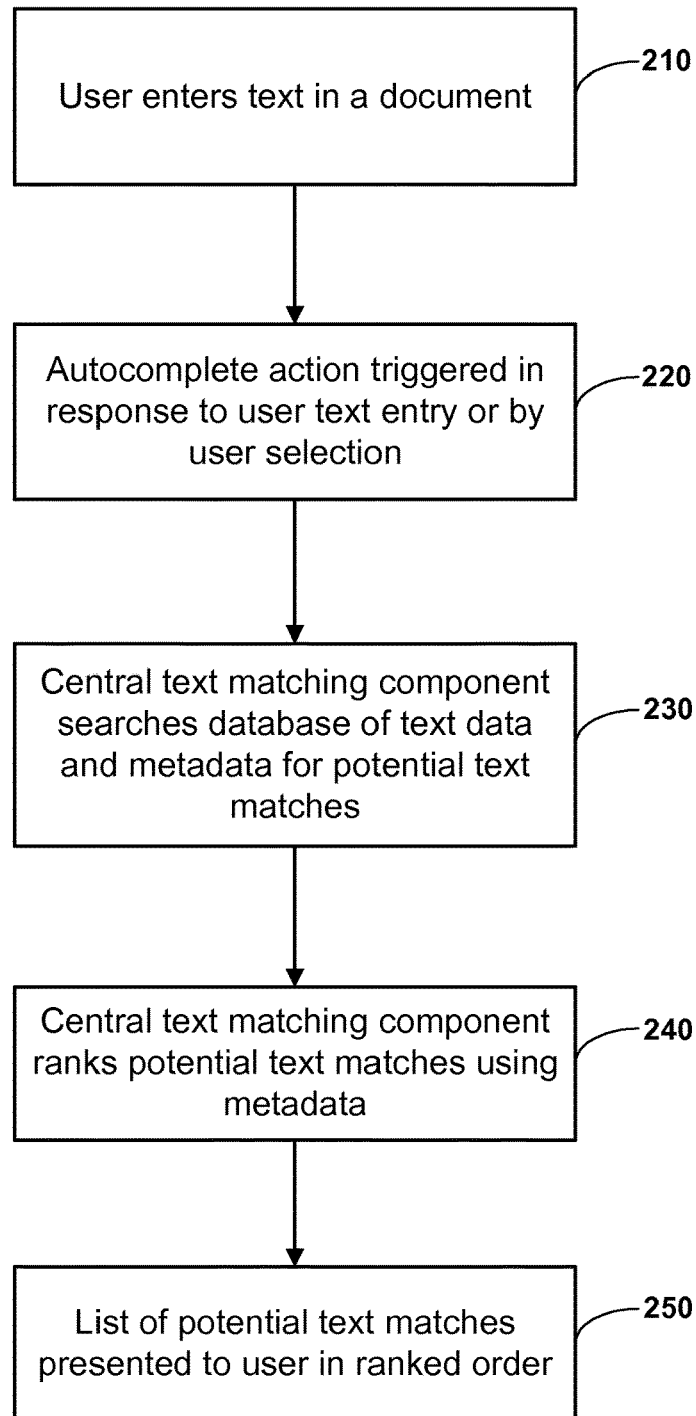 User enters text in a document
210
Autocomplete action triggered in
response to user text entry or by
user selection
220
Central text matching component
searches database of text data
and metadata for potential text
matches
230
Central text matching component
ranks potential text matches using
metadata
240
List of potential text matches
presented to user in ranked order
250